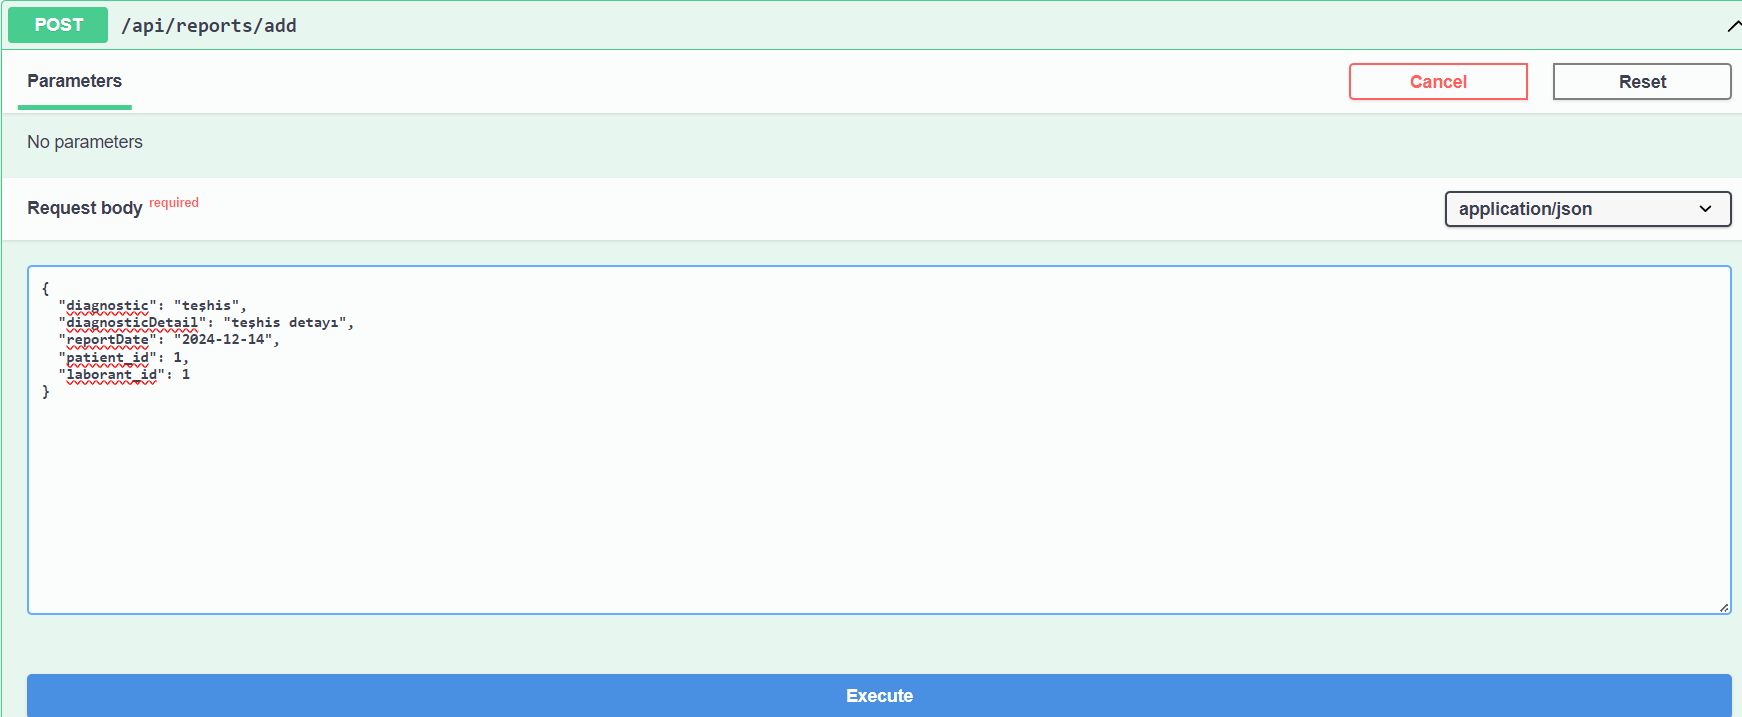 POST /api/reports/add
Parameters
Cancel
Reset
No parameters
Request body required
application/json
{
  "diagnostic": "teşhis",
  "diagnosticDetail": "teşhis detayı",
  "reportDate": "2024-12-14",
  "patient_id": 1,
  "laborant_id": 1
}
Execute